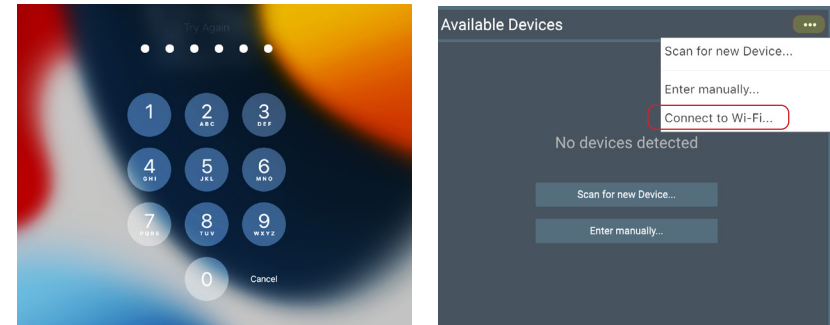 Try Again
1
2
ABC
3
DEF
4
GHI
5
JKL
6
MNO
7
PQRS
8
TUV
9
WXYZ
0
Cancel
Available Devices
Scan for new Device...
Enter manually...
Connect to Wi-Fi...
No devices detected
Scan for new Device...
Enter manually...